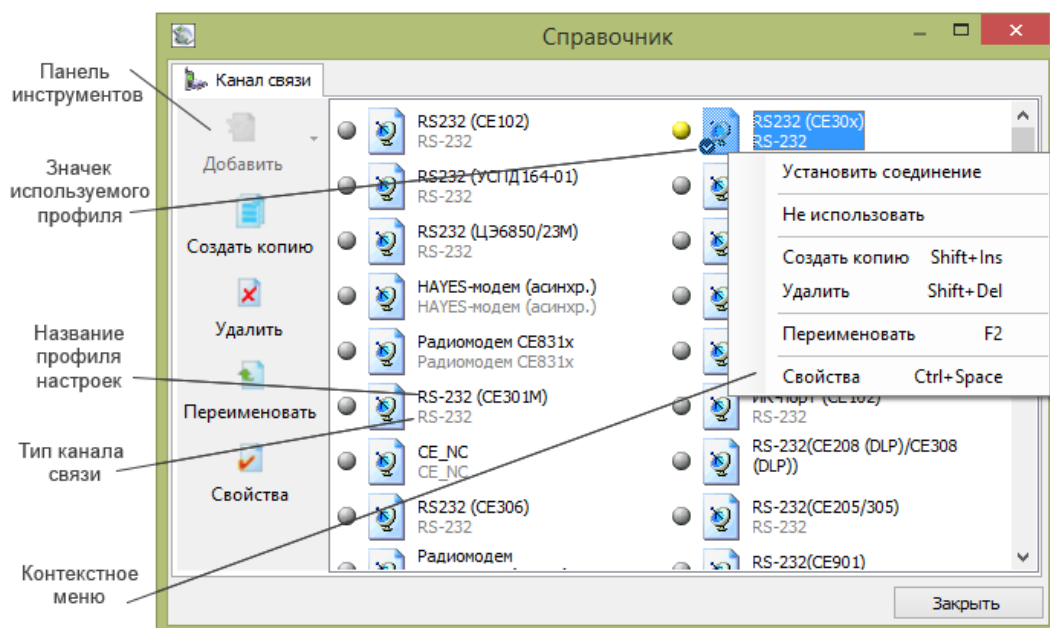 Справочник
Канал связи
Панель
инструментов
Значек
используемого
профиля
Название
профиля
настроек
Тип канала
связи
Контекстное
меню
Добавить
Создать копию
Удалить
Переименовать
Свойства
RS232 (CE102)
RS-232
RS232 (УСПД164-01)
RS-232
RS232 (ЦЭ6850/23М)
RS-232
HAYES-модем (асинхр.)
HAYES-модем (асинхр.)
Радиомодем CE831x
Радиомодем CE831x
RS-232 (CE301M)
RS-232
CE_NC
CE_NC
RS232 (CE306)
RS-232
Радиомодем
RS232 (CE30x)
RS-232
Установить соединение
Не использовать
Создать копию Shift+Ins
Удалить Shift+Del
Переименовать F2
Свойства Ctrl+Space
ИК-порт (CE102)
RS-232
RS-232(CE208 (DLP)/CE308
(DLP))
RS-232(CE205/305)
RS-232
RS-232(CE901)
Закрыть